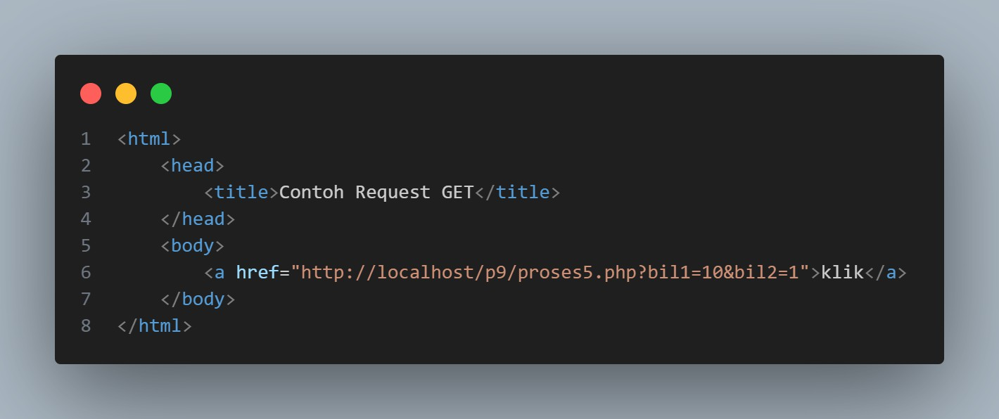 1 <html>
2     <head>
3         <title>Contoh Request GET</title>
4     </head>
5     <body>
6         <a href="http://localhost/p9/proses5.php?bil1=10&bil2=1">klik</a>
7     </body>
8 </html>